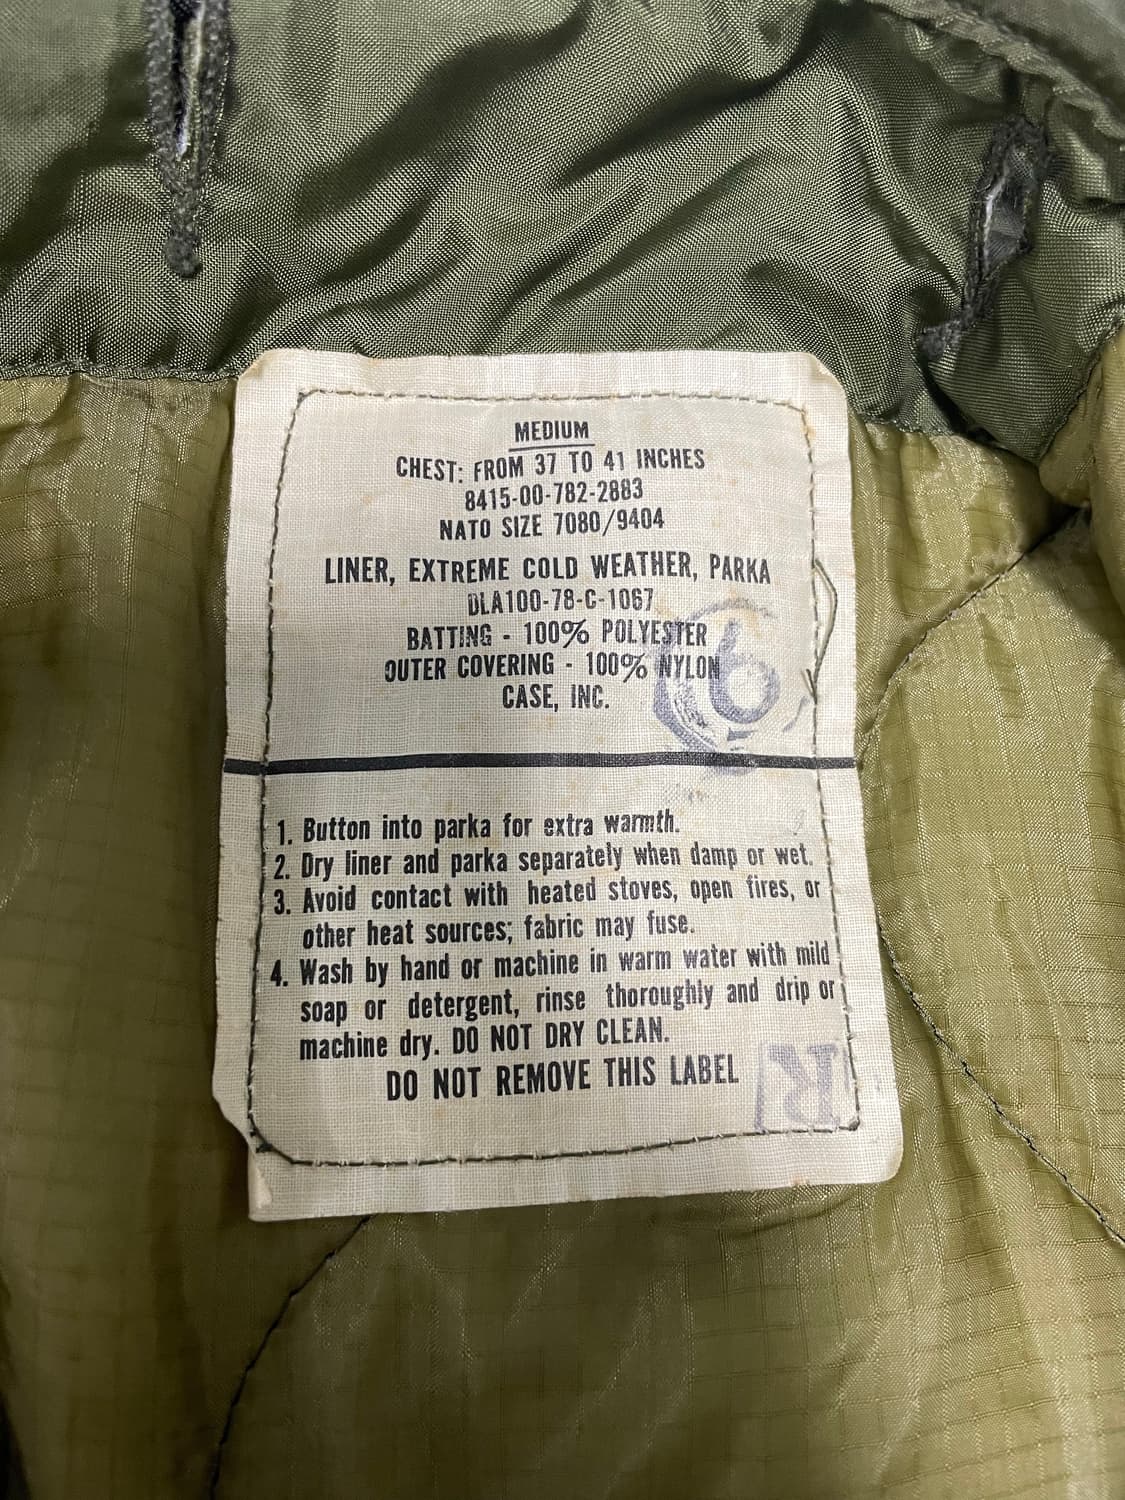 MEDIUM
CHEST: FROM 37 TO 41 INCHES
8415-00-782-2883
NATO SIZE 7080/9404
LINER, EXTREME COLD WEATHER, PARKA
DLA100-78-C-1067
BATTING - 100% POLYESTER
OUTER COVERING - 100% NYLON
CASE, INC.
6
1. Button into parka for extra warmth.
2. Dry liner and parka separately when damp or wet.
3. Avoid contact with heated stoves, open fires, or
other heat sources; fabric may fuse.
4. Wash by hand or machine in warm water with mild
soap or detergent, rinse thoroughly and drip or
machine dry. DO NOT DRY CLEAN.
DO NOT REMOVE THIS LABEL
R